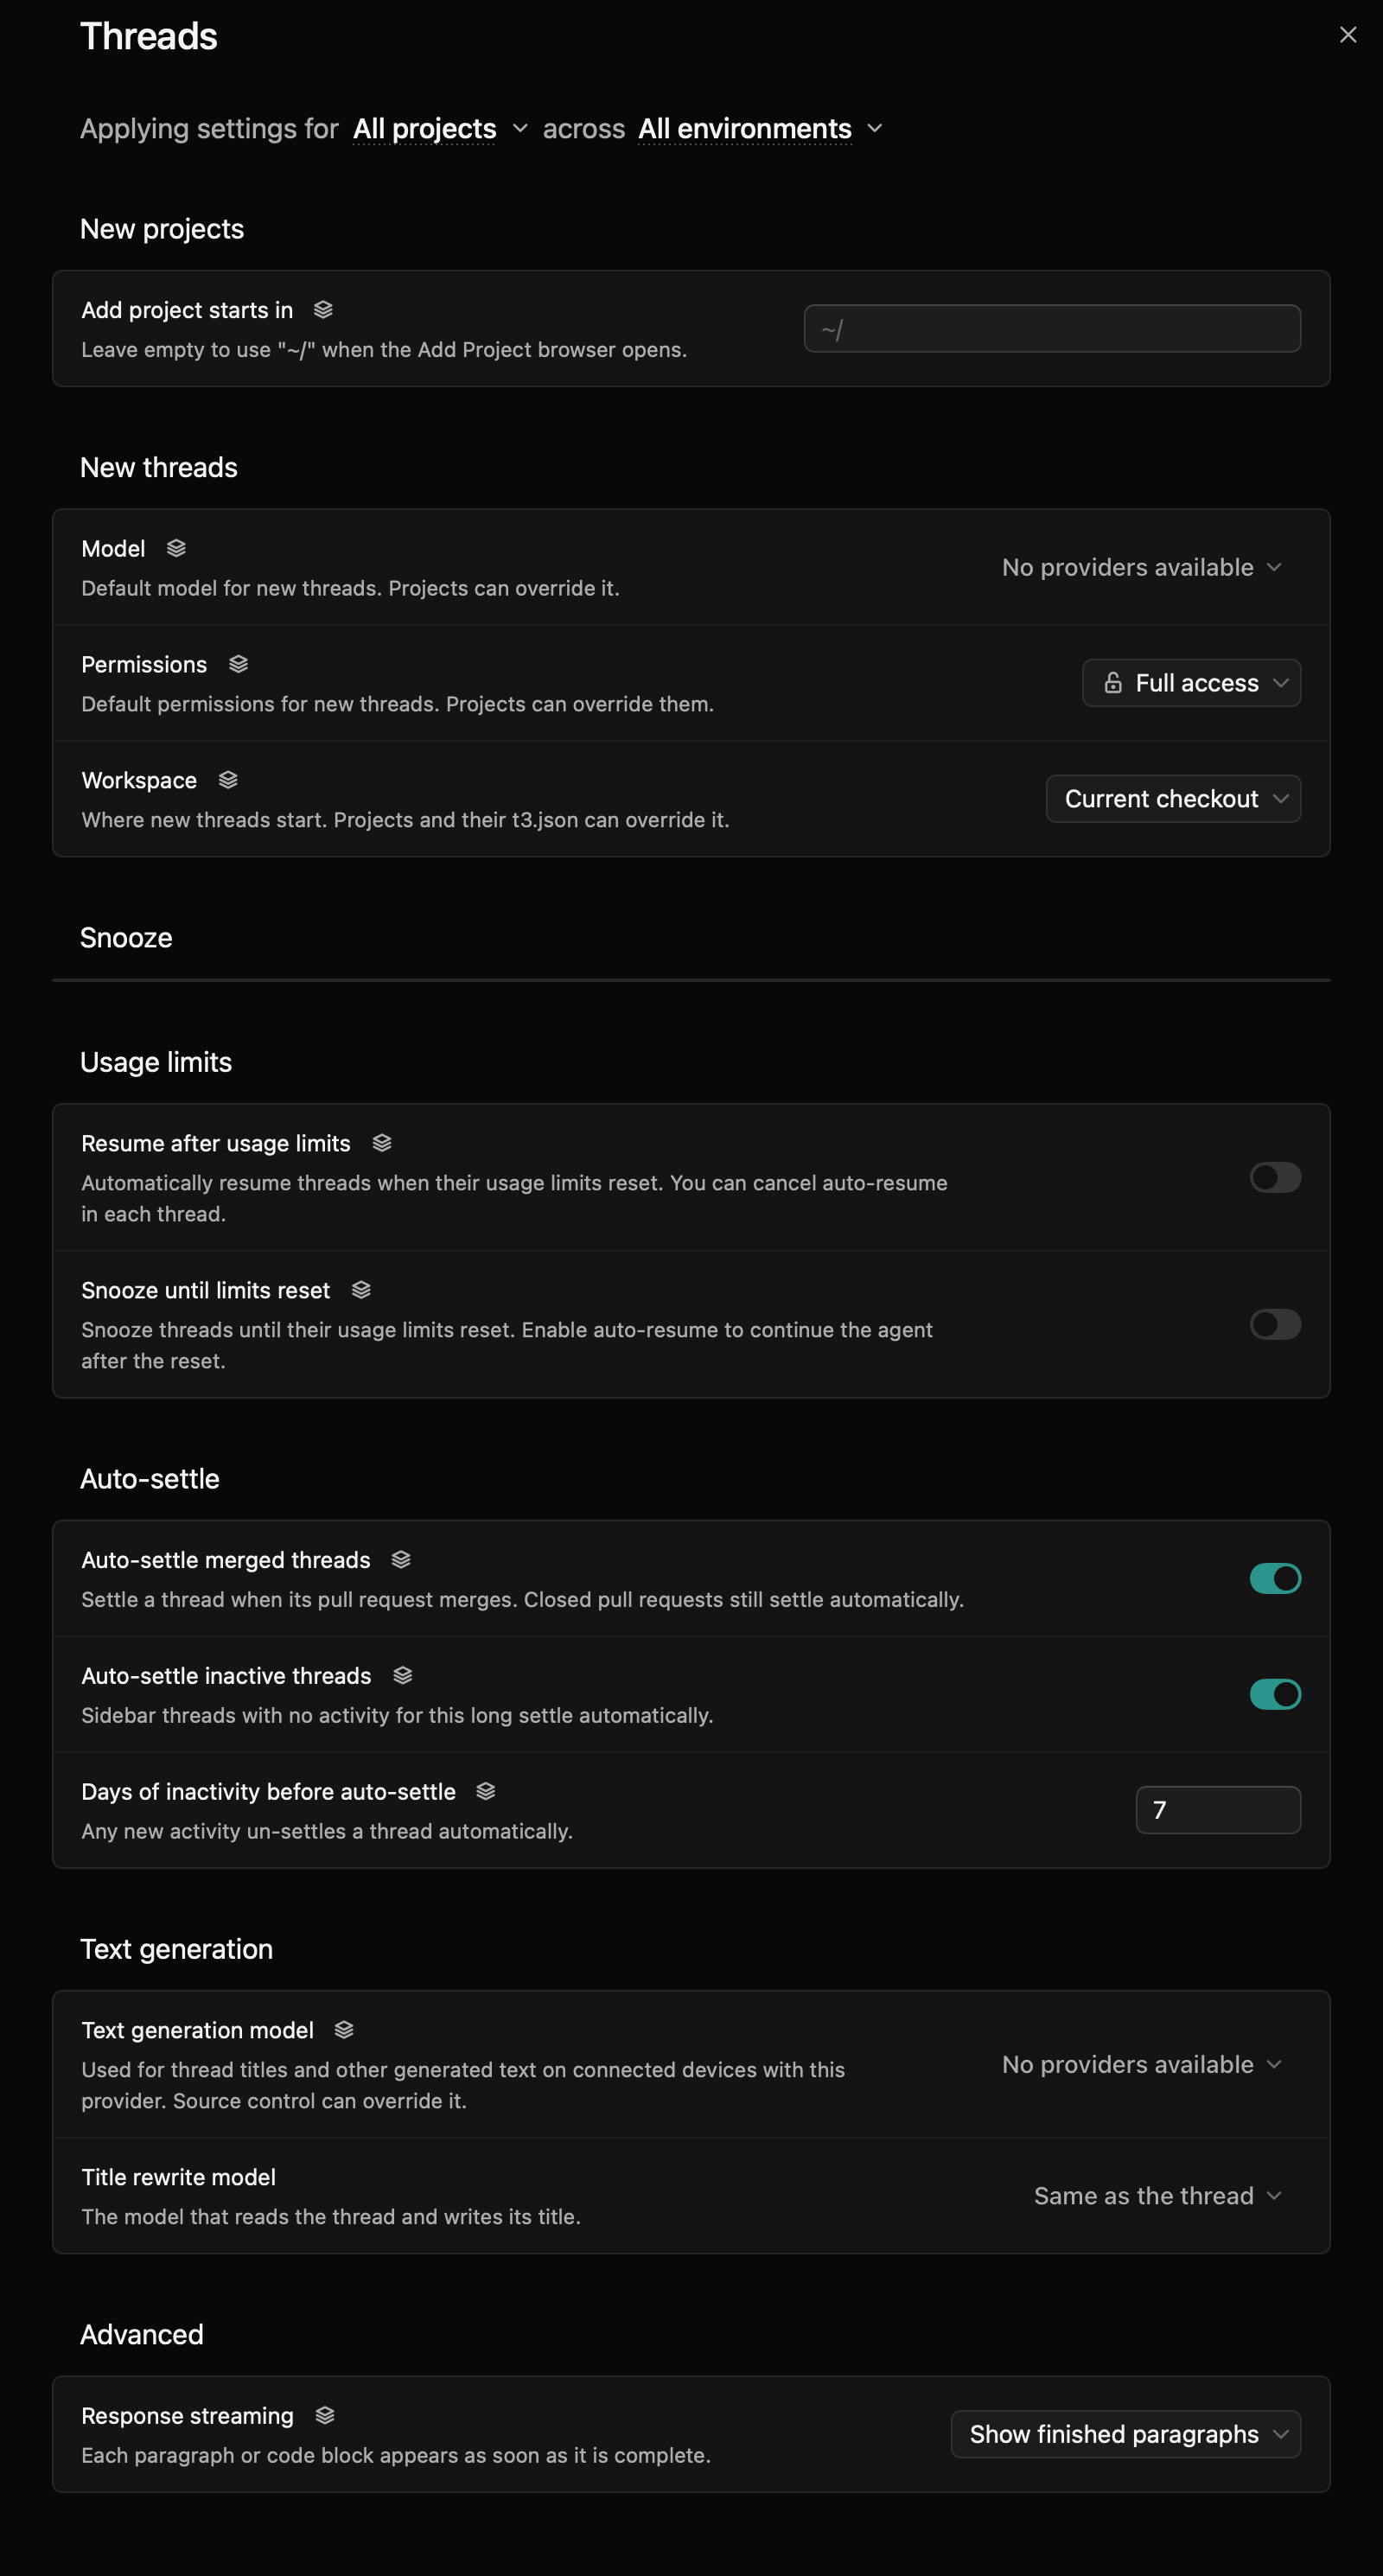 Threads
Applying settings for All projects across All environments
New projects
Add project starts in
Leave empty to use "~/" when the Add Project browser opens.
~/
New threads
Model
Default model for new threads. Projects can override it.
No providers available
Permissions
Default permissions for new threads. Projects can override them.
Full access
Workspace
Where new threads start. Projects and their t3.json can override it.
Current checkout
Snooze
Usage limits
Resume after usage limits
Automatically resume threads when their usage limits reset. You can cancel auto-resume
in each thread.
Snooze until limits reset
Snooze threads until their usage limits reset. Enable auto-resume to continue the agent
after the reset.
Auto-settle
Auto-settle merged threads
Settle a thread when its pull request merges. Closed pull requests still settle automatically.
Auto-settle inactive threads
Sidebar threads with no activity for this long settle automatically.
Days of inactivity before auto-settle
Any new activity un-settles a thread automatically.
7
Text generation
Text generation model
Used for thread titles and other generated text on connected devices with this
provider. Source control can override it.
No providers available
Title rewrite model
The model that reads the thread and writes its title.
Same as the thread
Advanced
Response streaming
Each paragraph or code block appears as soon as it is complete.
Show finished paragraphs